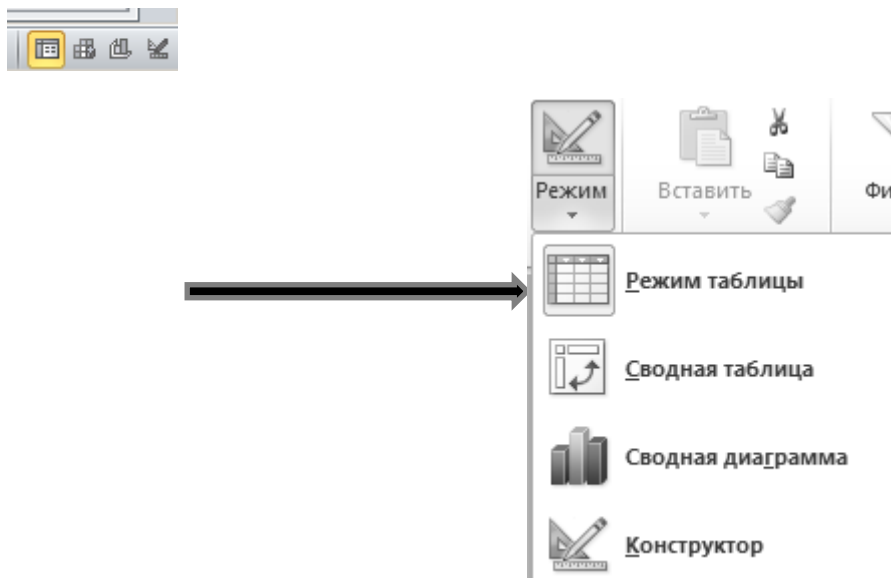 Режим
Вставить
Фи
Режим таблицы
Сводная таблица
Сводная диаграмма
Конструктор